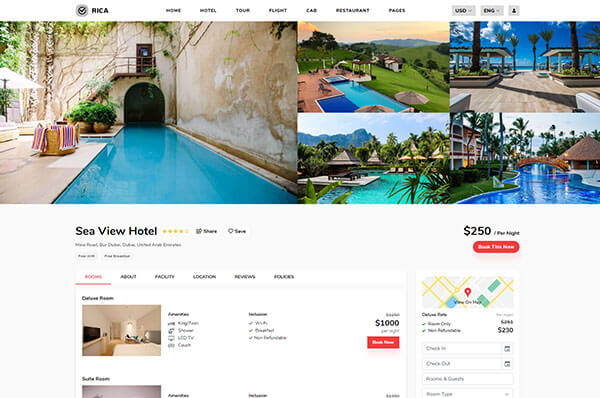 RICA
HOME HOTEL TOUR FLIGHT CAB RESTAURANT PAGES
USD ENG
Sea View Hotel
Share Save
$250 / Per Night
Mina Road, Bur Dubai, Dubai, United Arab Emirates
Book This Now
Free Wifi Free Breakfast
ROOMS ABOUT FACILITY LOCATION REVIEWS POLICIES
View On Map
Deluxe Room
Amenities
King/Twin
Shower
LCD TV
Couch
Inclusion
Wi-Fi
Breakfast
Non Refundable
$1250
$1000
per night
Book Now
Deluxe Rate
Per Night
Room Only $251
Non Refundable $230
Check In
Check Out
Rooms & Guests
Room Type
Suite Room
Amenities Inclusion